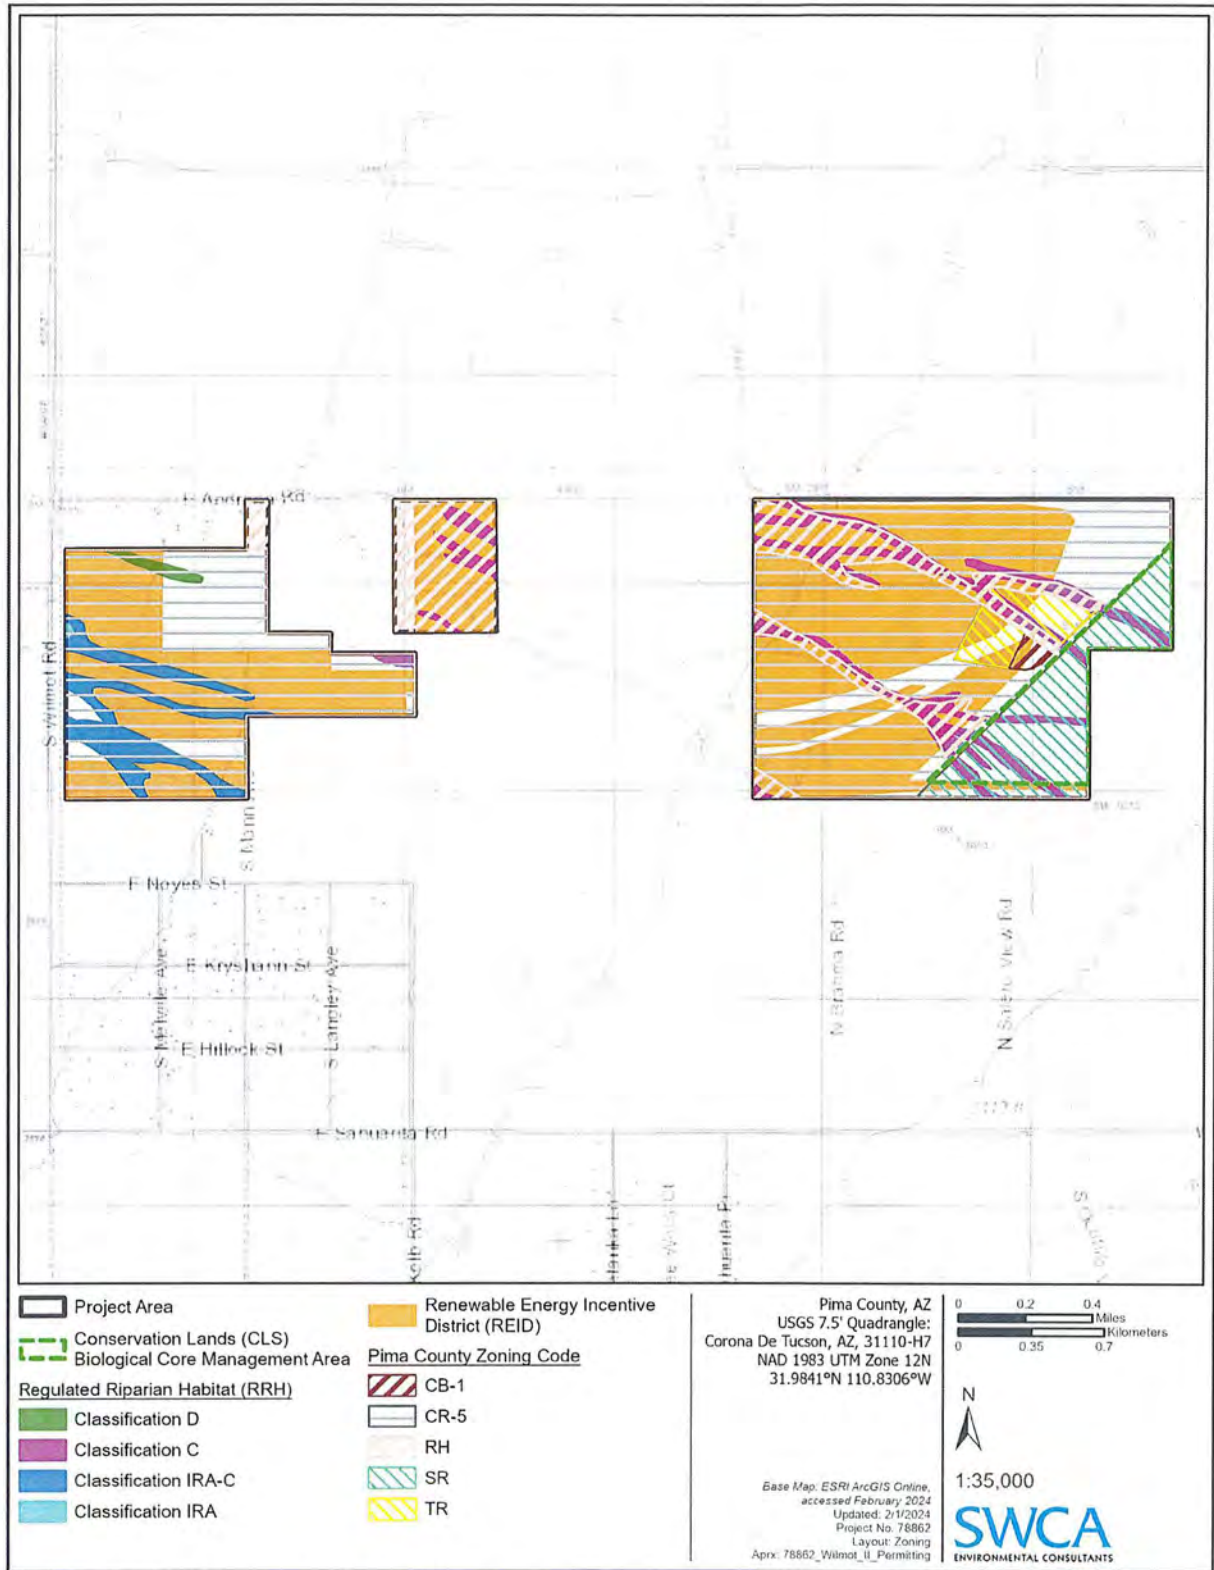 E Andrada Rd
S Wilmot Rd
S Mann Ave
E Noyes St
E Kryshann St
S Melville Ave
S Langley Ave
E Hillock St
N Brahma Rd
E Sahuarita Rd
Kolb Rd
Project Area
Conservation Lands (CLS)
Biological Core Management Area
Regulated Riparian Habitat (RRH)
Classification D
Classification C
Classification IRA-C
Classification IRA
Renewable Energy Incentive
District (REID)
Pima County Zoning Code
CB-1
CR-5
RH
SR
TR
Pima County, AZ
USGS 7.5' Quadrangle:
Corona De Tucson, AZ, 31110-H7
NAD 1983 UTM Zone 12N
31.9841°N 110.8306°W
Base Map: ESRI ArcGIS Online,
accessed February 2024
Updated: 2/1/2024
Project No. 78862
Layout: Zoning
Aprx: 78862_Wilmot_II_Permitting
0 0.2 0.4
Miles
Kilometers
0 0.35 0.7
N
1:35,000
SWCA
ENVIRONMENTAL CONSULTANTS